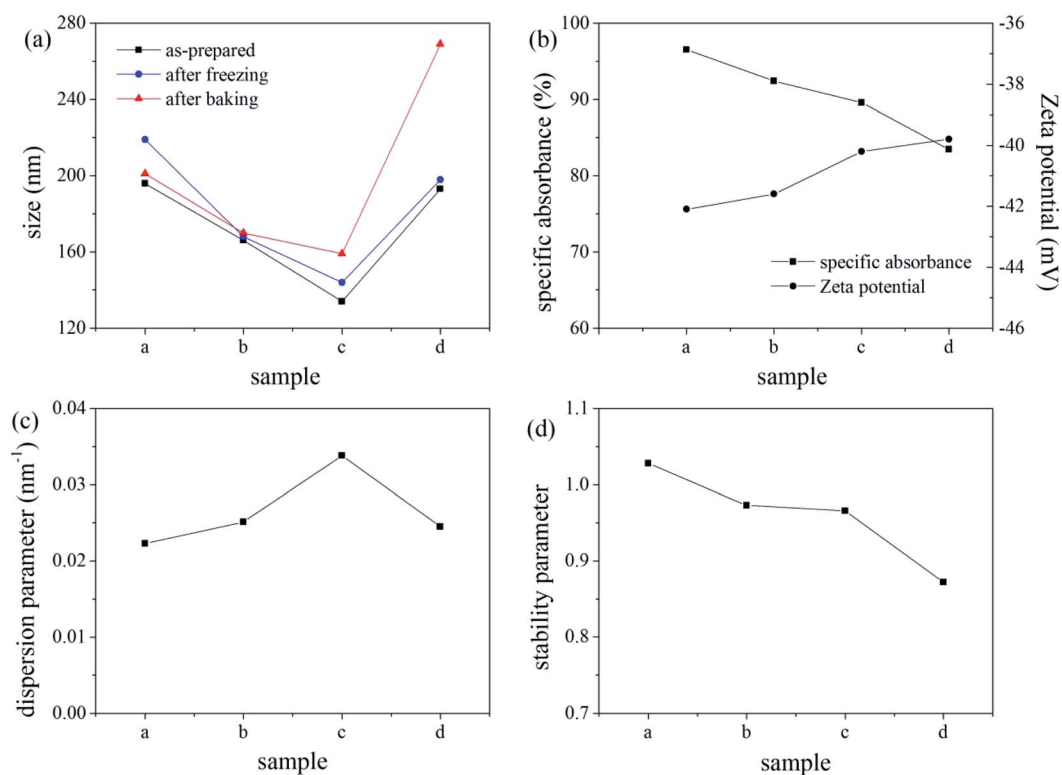 (a)
as-prepared
after freezing
after baking
280
240
200
160
120
size (nm)
a b c d
sample
(b)
100
90
80
70
60
specific absorbance (%)
-36
-38
-40
-42
-44
-46
Zeta potential (mV)
specific absorbance
Zeta potential
a b c d
sample
(c)
0.04
0.03
0.02
0.01
0.00
dispersion parameter (nm⁻¹)
a b c d
sample
(d)
1.1
1.0
0.9
0.8
0.7
stability parameter
a b c d
sample